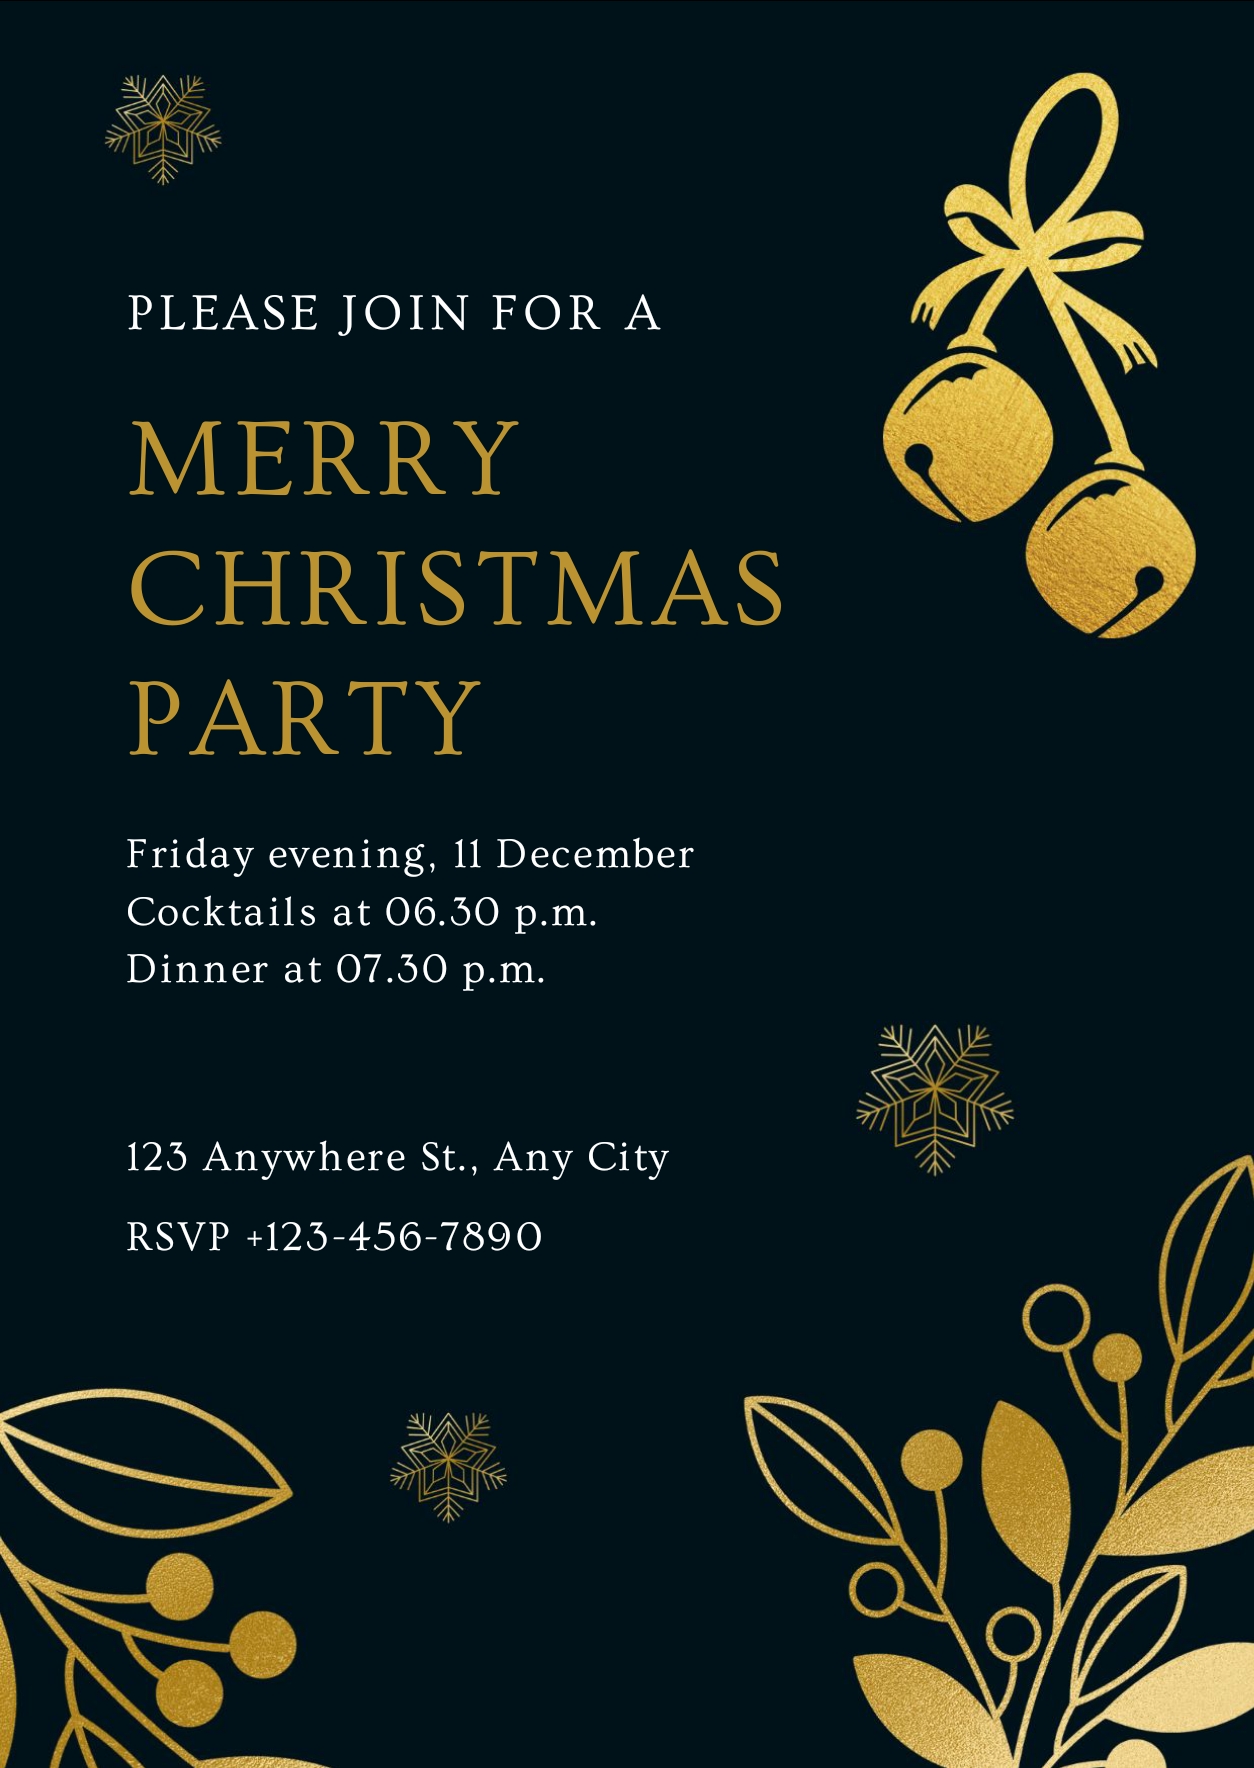 PLEASE JOIN FOR A
MERRY
CHRISTMAS
PARTY
Friday evening, 11 December
Cocktails at 06.30 p.m.
Dinner at 07.30 p.m.
123 Anywhere St., Any City
RSVP +123-456-7890